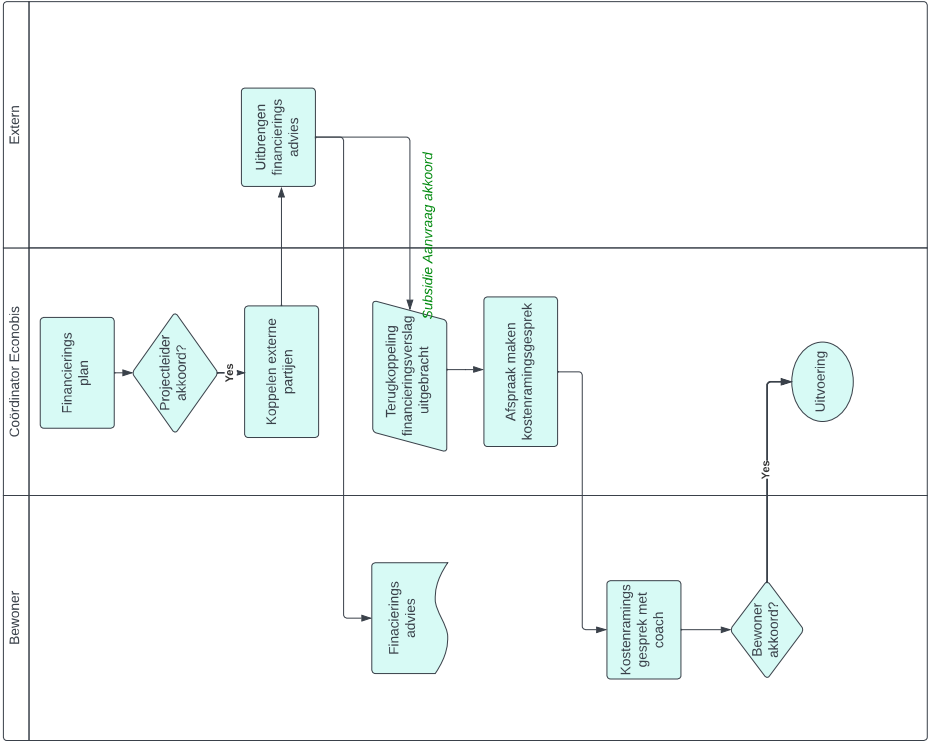 Extern
Coördinator Econobis
Bewoner
Financierings
plan
Projectleider
akkoord?
Yes
Koppelen externe
partijen
Uitbrengen
financierings
advies
Subsidie Aanvraag akkoord
Terugkoppeling
financieringsverslag
uitgebracht
Finacierings
advies
Afspraak maken
kostenramingsgesprek
Kostenramings
gesprek met
coach
Bewoner
akkoord?
Yes
Uitvoering